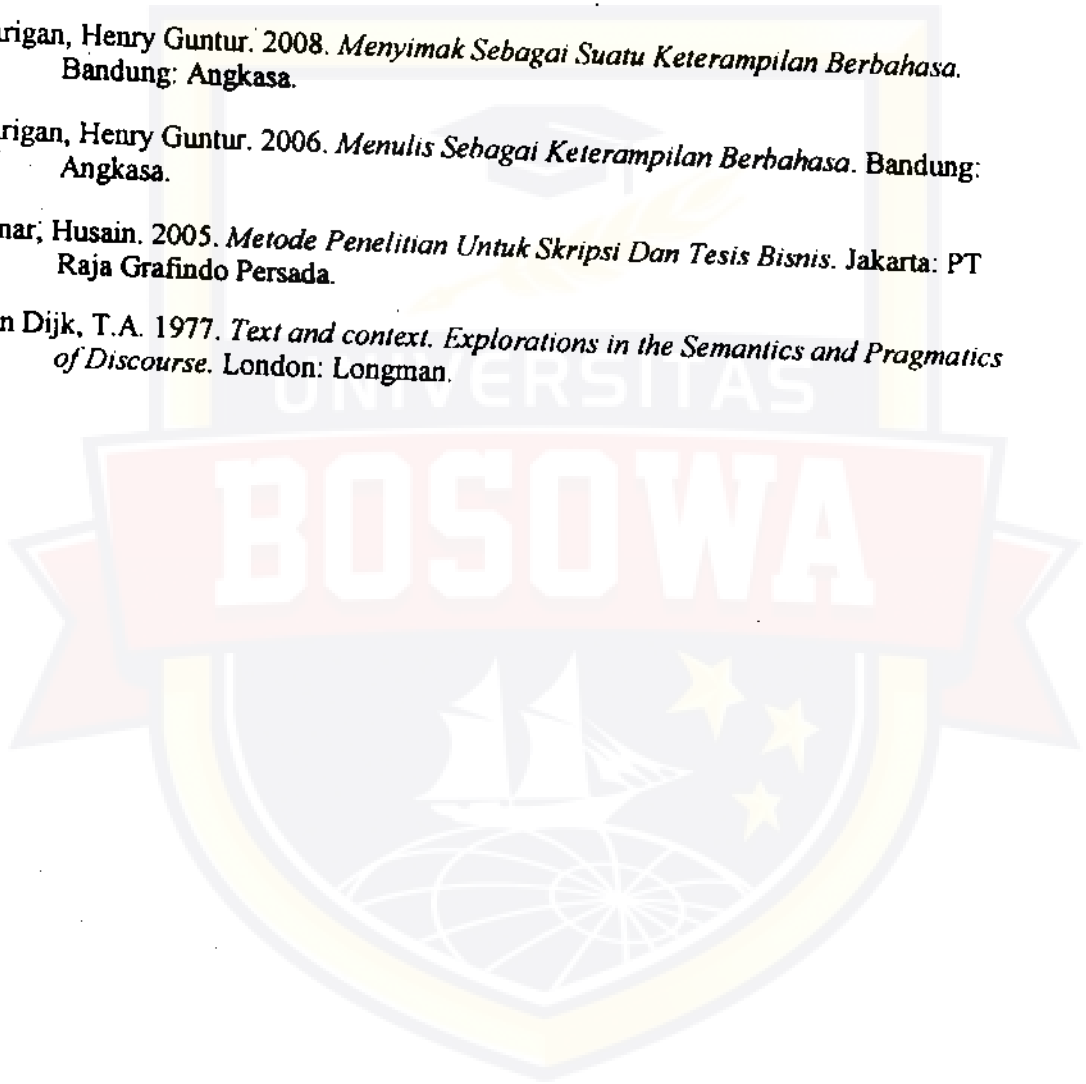 rigan, Henry Guntur. 2008. Menyimak Sebagai Suatu Keterampilan Berbahasa.
Bandung: Angkasa.
rigan, Henry Guntur. 2006. Menulis Sebagai Keterampilan Berbahasa. Bandung:
Angkasa.
nar, Husain. 2005. Metode Penelitian Untuk Skripsi Dan Tesis Bisnis. Jakarta: PT
Raja Grafindo Persada.
n Dijk, T.A. 1977. Text and context. Explorations in the Semantics and Pragmatics
of Discourse. London: Longman.
UNIVERSITAS
BOSOWA